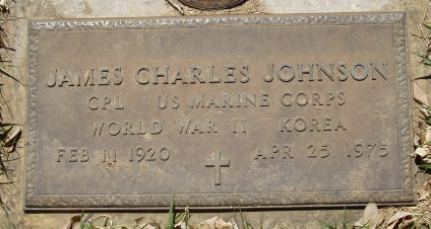 JAMES CHARLES JOHNSON
CPL US MARINE CORPS
WORLD WAR II KOREA
FEB 11 1920 APR 25 1975